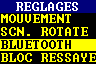 REGLAGES
MOUVEMENT
SCN. ROTATE
BLUETOOTH
BLOC RESSAYE